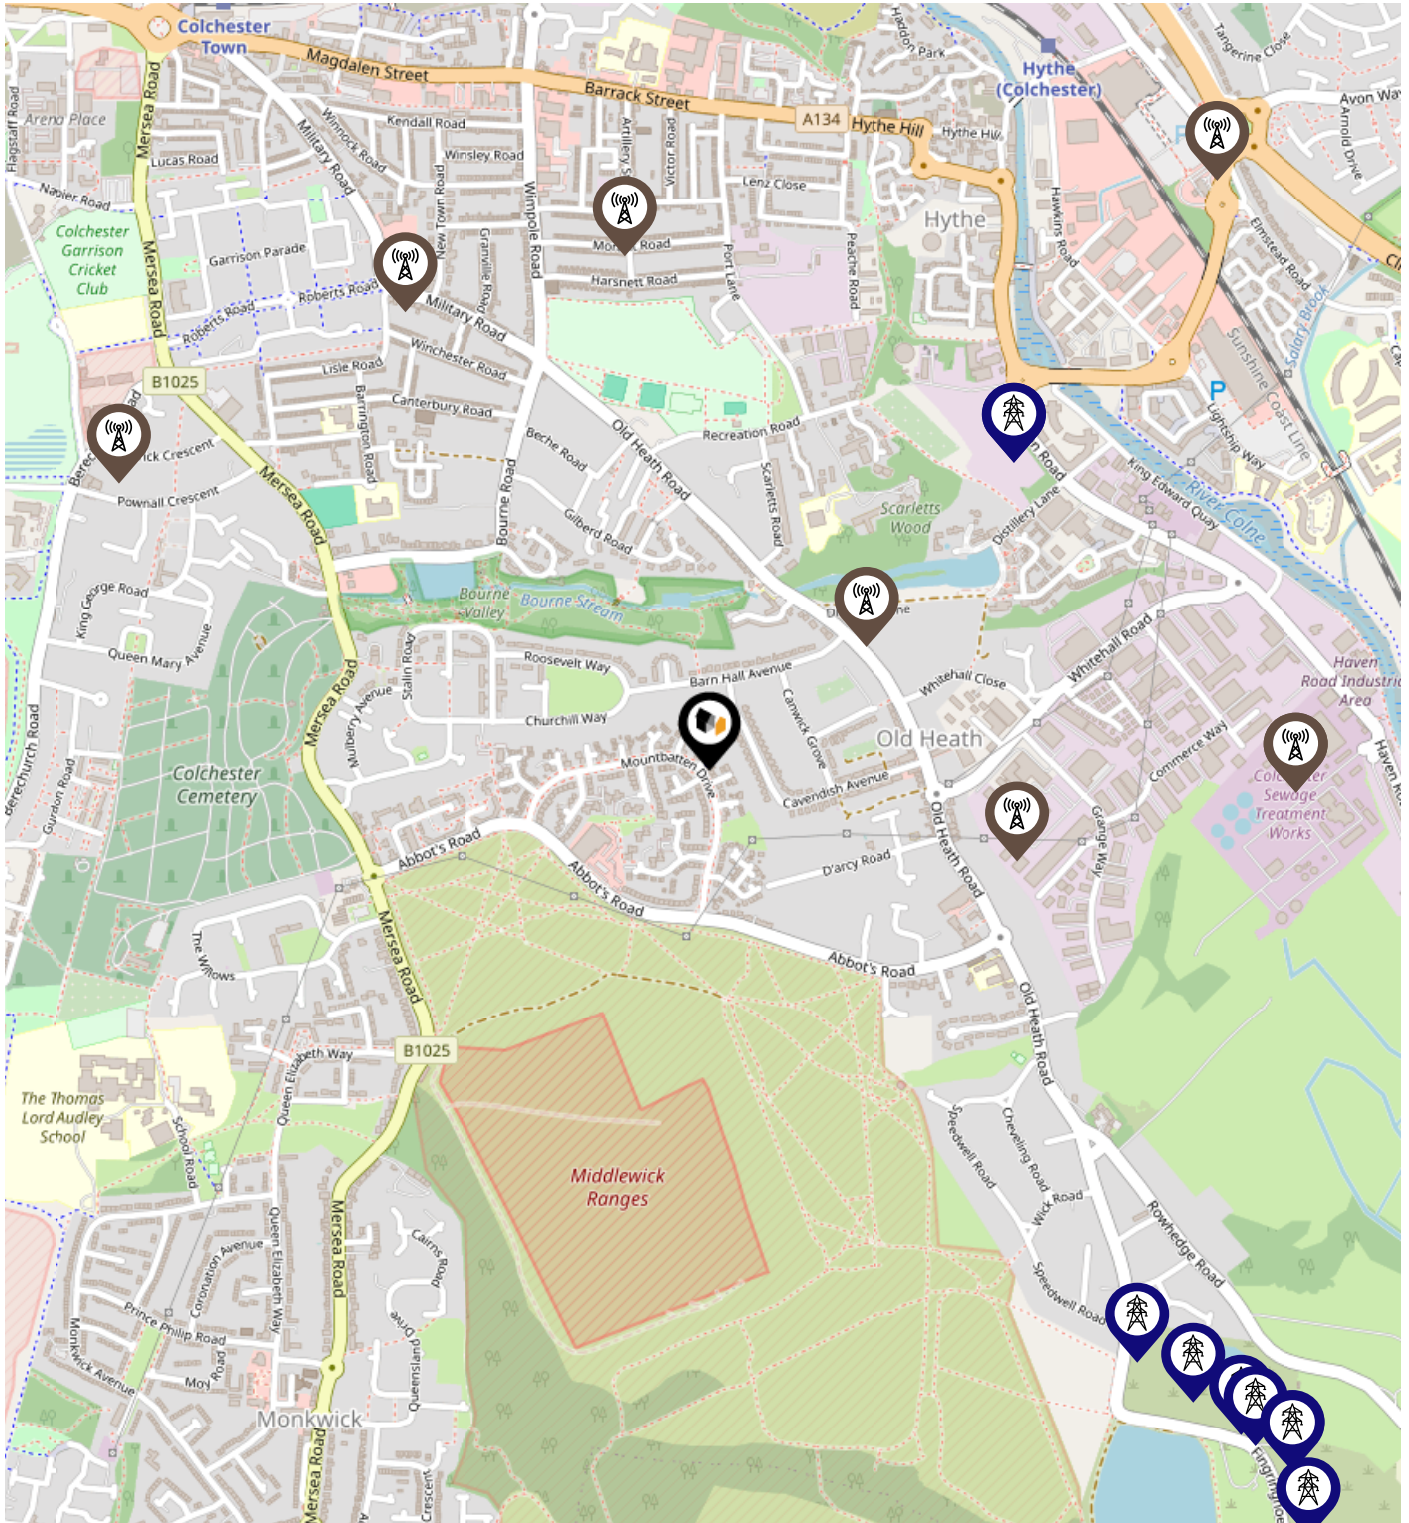 Colchester
Town
Magdalen Street
Barrack Street
A134
Hythe Hill
Hythe Hill
Haddon Park
Hythe
(Colchester)
Tangerine Close
Avon Way
Arnold Drive
Flagstaff Road
Arena Place
Mersea Road
Lucas Road
Napier Road
Winnock Road
Military Road
Kendall Road
Winsley Road
New Town Road
Wimpole Road
Victor Road
Lenz Close
Hythe
Hawkins Road
Elmstead Road
Salary Brook
Colchester
Garrison
Cricket
Club
Mersea Road
Garrison Parade
Roberts Road
Roberts Road
Granville Road
Military Road
Harsnett Road
Port Lane
Peache Road
Sunshine Coast Line
B1025
Lisle Road
Winchester Road
Canterbury Road
Barrington Road
Old Heath Road
Recreation Road
P
Lightship Way
Pownall Crescent
Mersea Road
Beche Road
Bourne Road
Gilberd Road
Scarletts Road
Scarletts
Wood
Distillery Lane
King Edward Quay
River Colne
King George Road
Queen Mary Avenue
Bourne
Valley
Bourne Stream
Stalin Road
Roosevelt Way
Barn Hall Avenue
Churchill Way
Mulberry Avenue
Mersea Road
Canwick Grove
Whitehall Close
Whitehall Road
Haven
Road Industrial
Area
Old Heath
Berechurch Road
Gurdon Road
Colchester
Cemetery
Mountbatten Drive
Cavendish Avenue
Commerce Way
Haven Road
Colchester
Sewage
Treatment
Works
Abbot's Road
Abbot's Road
D'arcy Road
Old Heath Road
Grange Way
The Willows
Mersea Road
Abbot's Road
Old Heath Road
B1025
Queen Elizabeth Way
The Thomas
Lord Audley
School
School Road
Speedwell Road
Cheveling Road
Wick Road
Middlewick
Ranges
Rowhedge Road
Coronation Avenue
Queen Elizabeth Way
Mersea Road
Cairns Road
Speedwell Road
Prince Philip Road
Monkwick Avenue
Moy Road
Queensland Drive
Monkwick
Mersea Road
Crescent